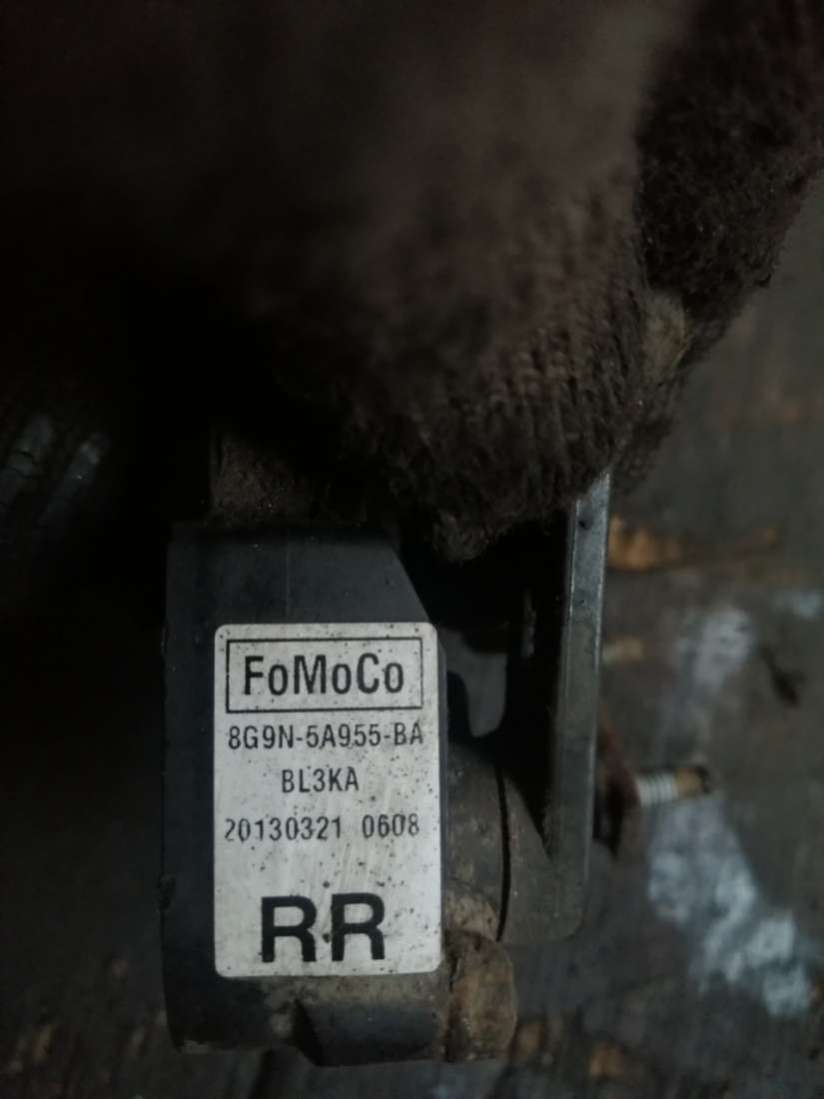 FoMoCo
8G9N-5A955-BA
BL3KA
20130321 0608
RR